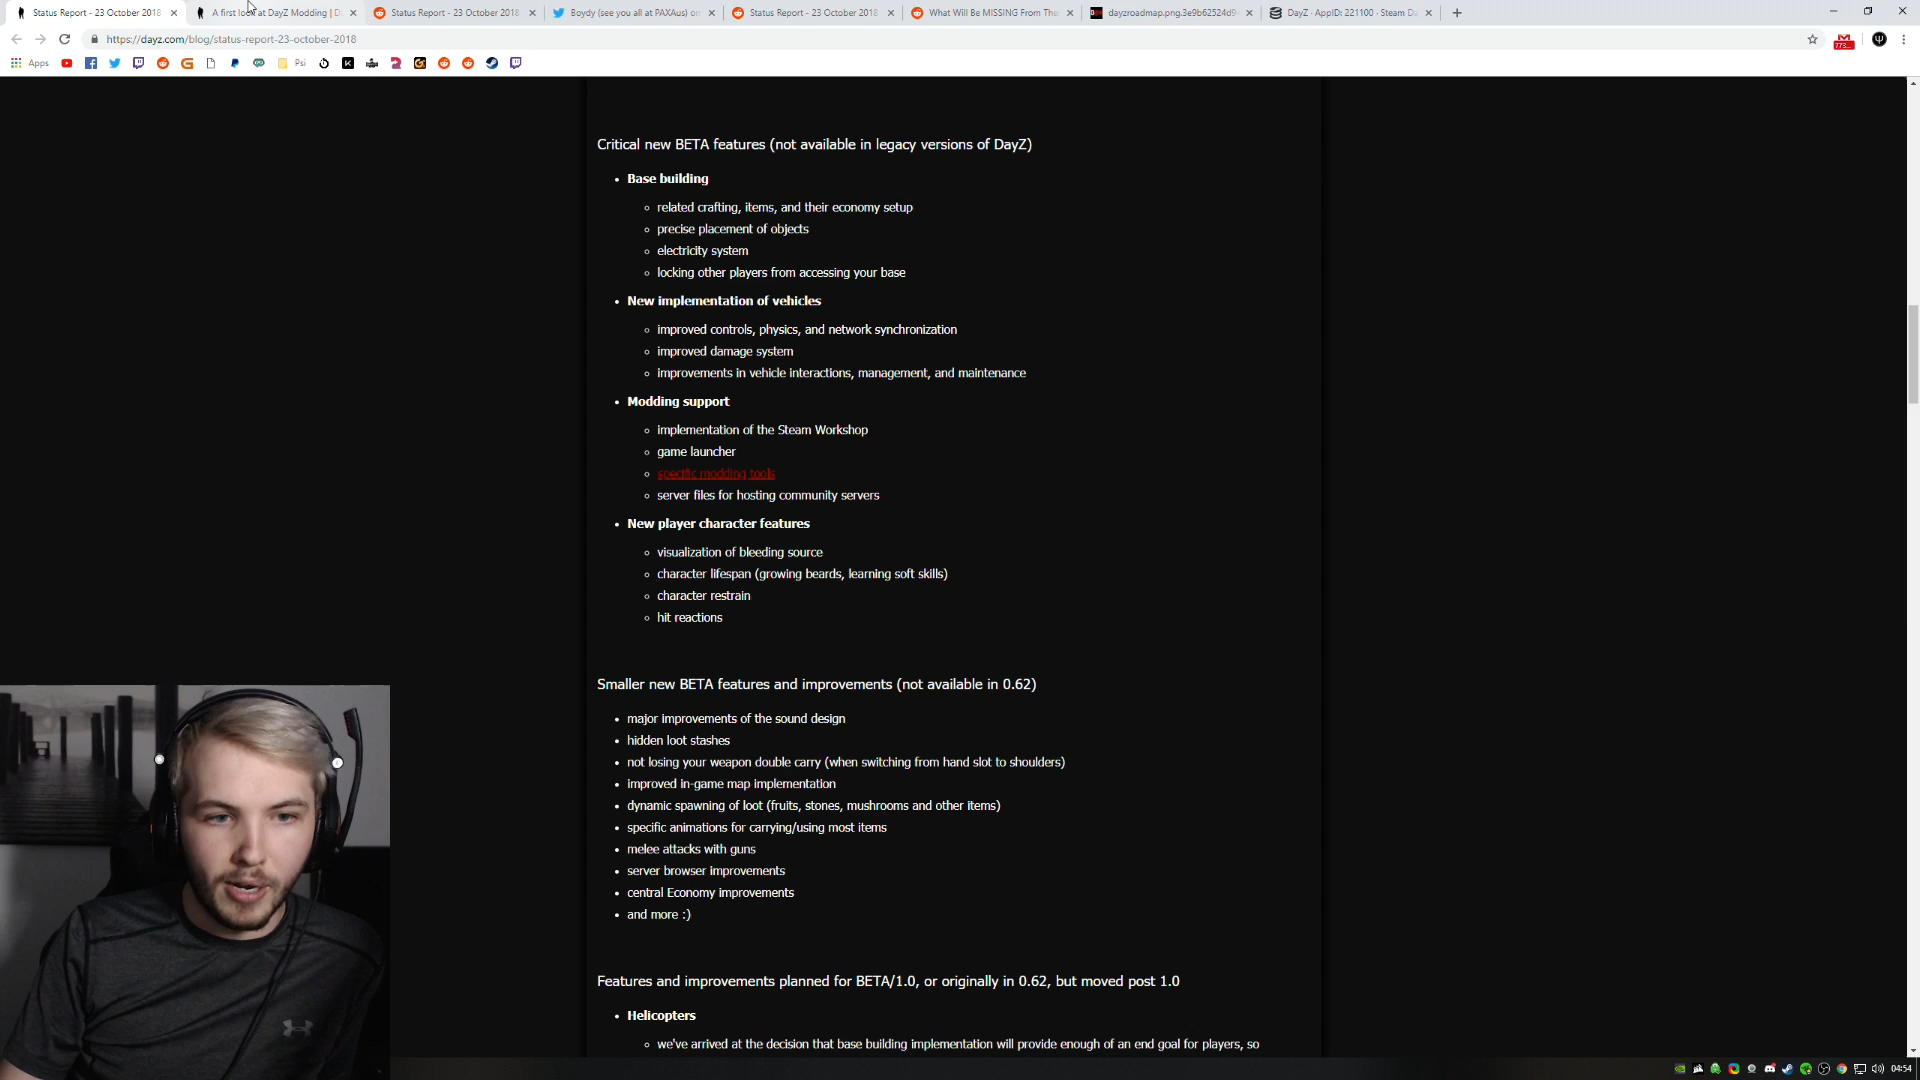 Status Report - 23 October 2018
A first look at DayZ Modding | D
Status Report - 23 October 2018
Boydy (see you all at PAXAus) on
Status Report - 23 October 2018
What Will Be MISSING From The
dayzroadmap.png.3e9b62524d9
DayZ · AppID: 221100 · Steam Da
https://dayz.com/blog/status-report-23-october-2018
Apps
Psi
Critical new BETA features (not available in legacy versions of DayZ)
Base building
related crafting, items, and their economy setup
precise placement of objects
electricity system
locking other players from accessing your base
New implementation of vehicles
improved controls, physics, and network synchronization
improved damage system
improvements in vehicle interactions, management, and maintenance
Modding support
implementation of the Steam Workshop
game launcher
specific modding tools
server files for hosting community servers
New player character features
visualization of bleeding source
character lifespan (growing beards, learning soft skills)
character restrain
hit reactions
Smaller new BETA features and improvements (not available in 0.62)
major improvements of the sound design
hidden loot stashes
not losing your weapon double carry (when switching from hand slot to shoulders)
improved in-game map implementation
dynamic spawning of loot (fruits, stones, mushrooms and other items)
specific animations for carrying/using most items
melee attacks with guns
server browser improvements
central Economy improvements
and more :)
Features and improvements planned for BETA/1.0, or originally in 0.62, but moved post 1.0
Helicopters
we've arrived at the decision that base building implementation will provide enough of an end goal for players, so
04:54